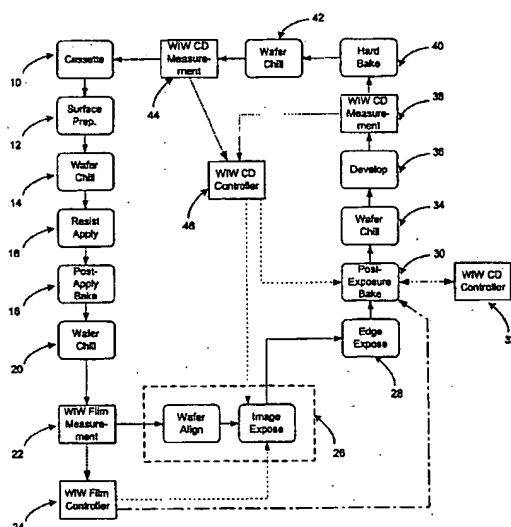 42
WIW CD
Measure-
ment
Wafer
Chill
Hard
Bake
40
Cassette
10
44
Surface
Prep.
12
WIW CD
Measurement
38
Wafer
Chill
14
WIW CD
Controller
46
Develop
36
Resist
Apply
16
Wafer
Chill
34
Post-
Apply
Bake
18
Post-
Exposure
Bake
30
WIW CD
Controller
Wafer
Chill
20
Edge
Expose
28
WIW Film
Measure-
ment
22
Wafer
Align
Image
Expose
26
WIW Film
Controller
24